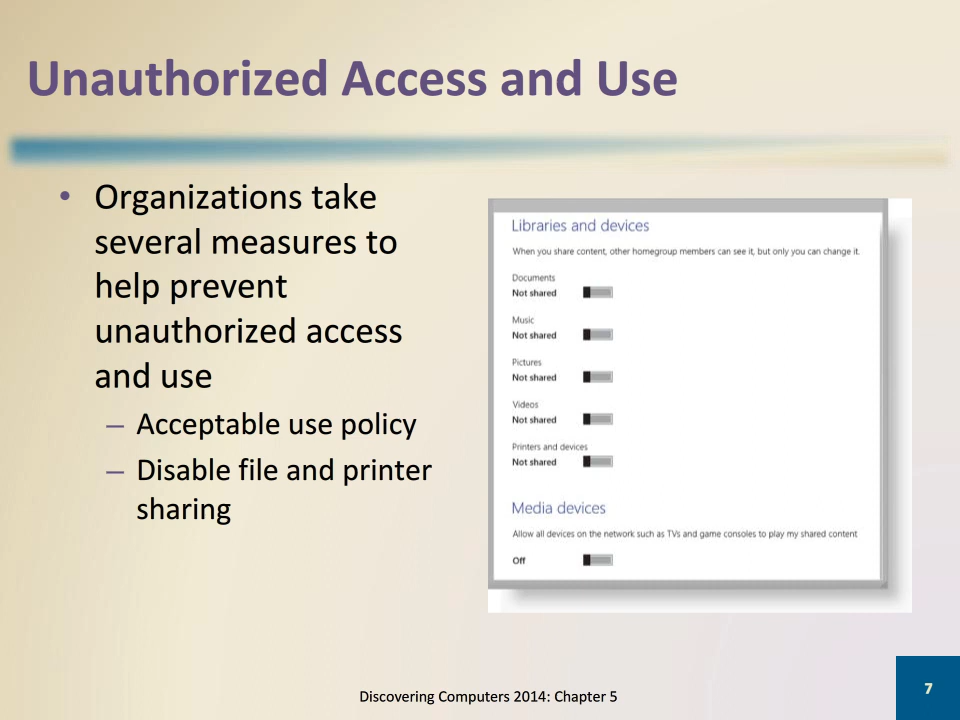 Unauthorized Access and Use
• Organizations take
several measures to
help prevent
unauthorized access
and use
– Acceptable use policy
– Disable file and printer
sharing
Libraries and devices
When you share content, other homegroup members can see it, but only you can change it.
Documents
Not shared
Music
Not shared
Pictures
Not shared
Videos
Not shared
Printers and devices
Not shared
Media devices
Allow all devices on the network such as TVs and game consoles to play my shared content
Off
Discovering Computers 2014: Chapter 5
7